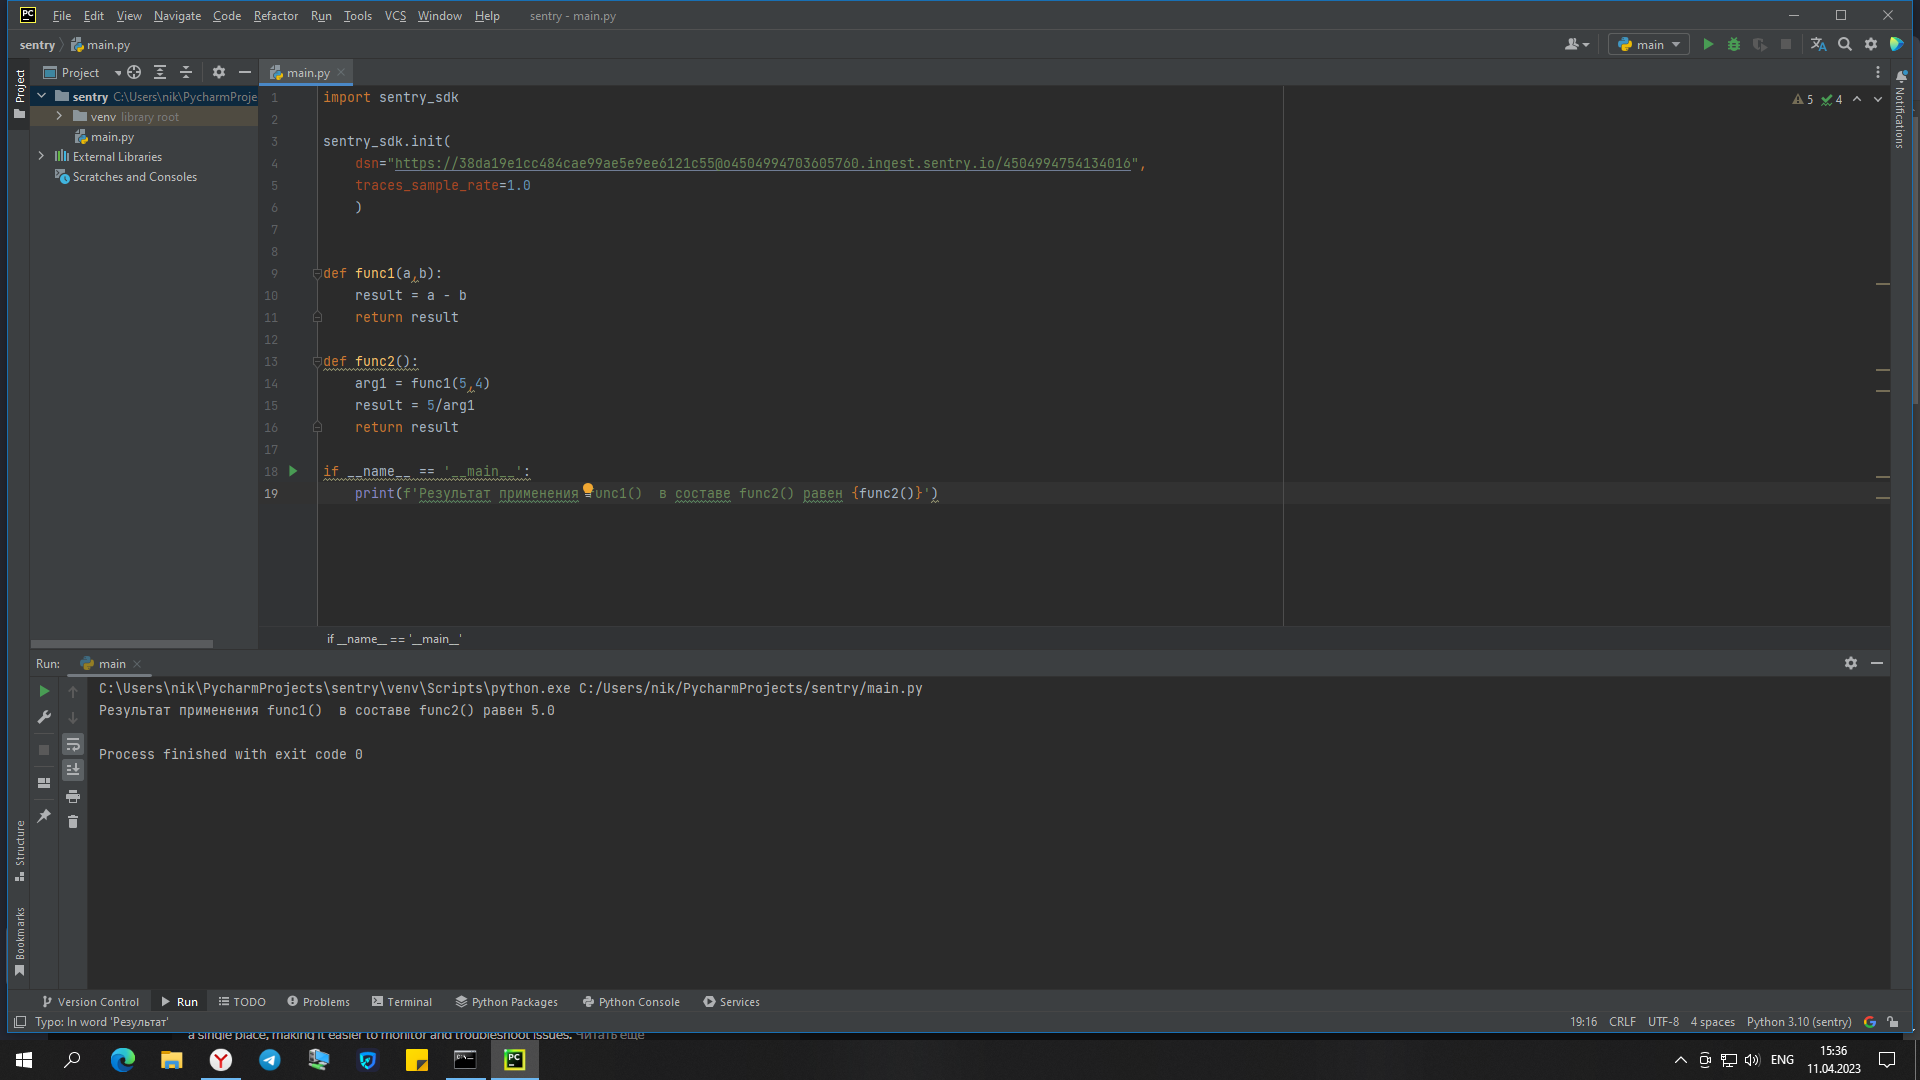 PC File Edit View Navigate Code Refactor Run Tools VCS Window Help sentry - main.py
sentry main.py main
Project main.py
sentry C:\Users\nik\PycharmProje
venv library root
main.py
External Libraries
Scratches and Consoles
Project
Structure
Bookmarks
Notifications
5 4
1 import sentry_sdk
2
3 sentry_sdk.init(
4 dsn="https://38da19e1cc484cae99ae5e9ee6121c55@o4504994703605760.ingest.sentry.io/4504994754134016",
5 traces_sample_rate=1.0
6 )
7
8
9 def func1(a,b):
10 result = a - b
11 return result
12
13 def func2():
14 arg1 = func1(5,4)
15 result = 5/arg1
16 return result
17
18 if __name__ == '__main__':
19 print(f'Результат применения func1()  в составе func2() равен {func2()}')
if __name__ == '__main__'
Run: main
C:\Users\nik\PycharmProjects\sentry\venv\Scripts\python.exe C:/Users/nik/PycharmProjects/sentry/main.py
Результат применения func1()  в составе func2() равен 5.0
Process finished with exit code 0
Version Control Run TODO Problems Terminal Python Packages Python Console Services
Typo: In word 'Результат' 19:16 CRLF UTF-8 4 spaces Python 3.10 (sentry)
a single place, making it easier to monitor and troubleshoot issues. Читать ещё
ENG 15:36
11.04.2023